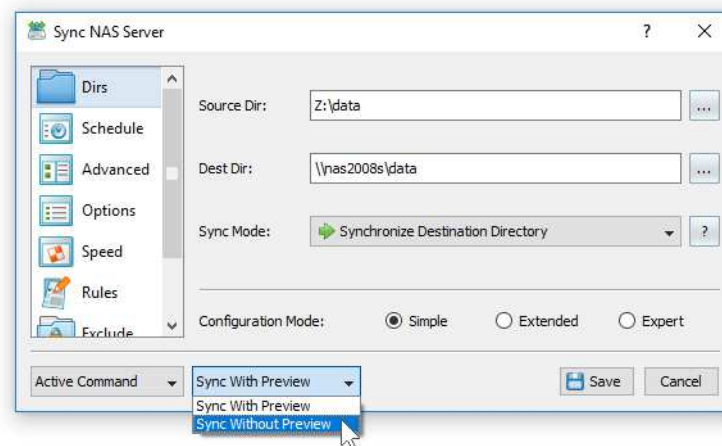 Sync NAS Server
?
Dirs
Schedule
Advanced
Options
Speed
Rules
Exclude
Source Dir:
Z:\data
...
Dest Dir:
\\nas2008s\data
...
Sync Mode:
Synchronize Destination Directory
?
Configuration Mode:
Simple
Extended
Expert
Active Command
Sync With Preview
Save
Cancel
Sync With Preview
Sync Without Preview